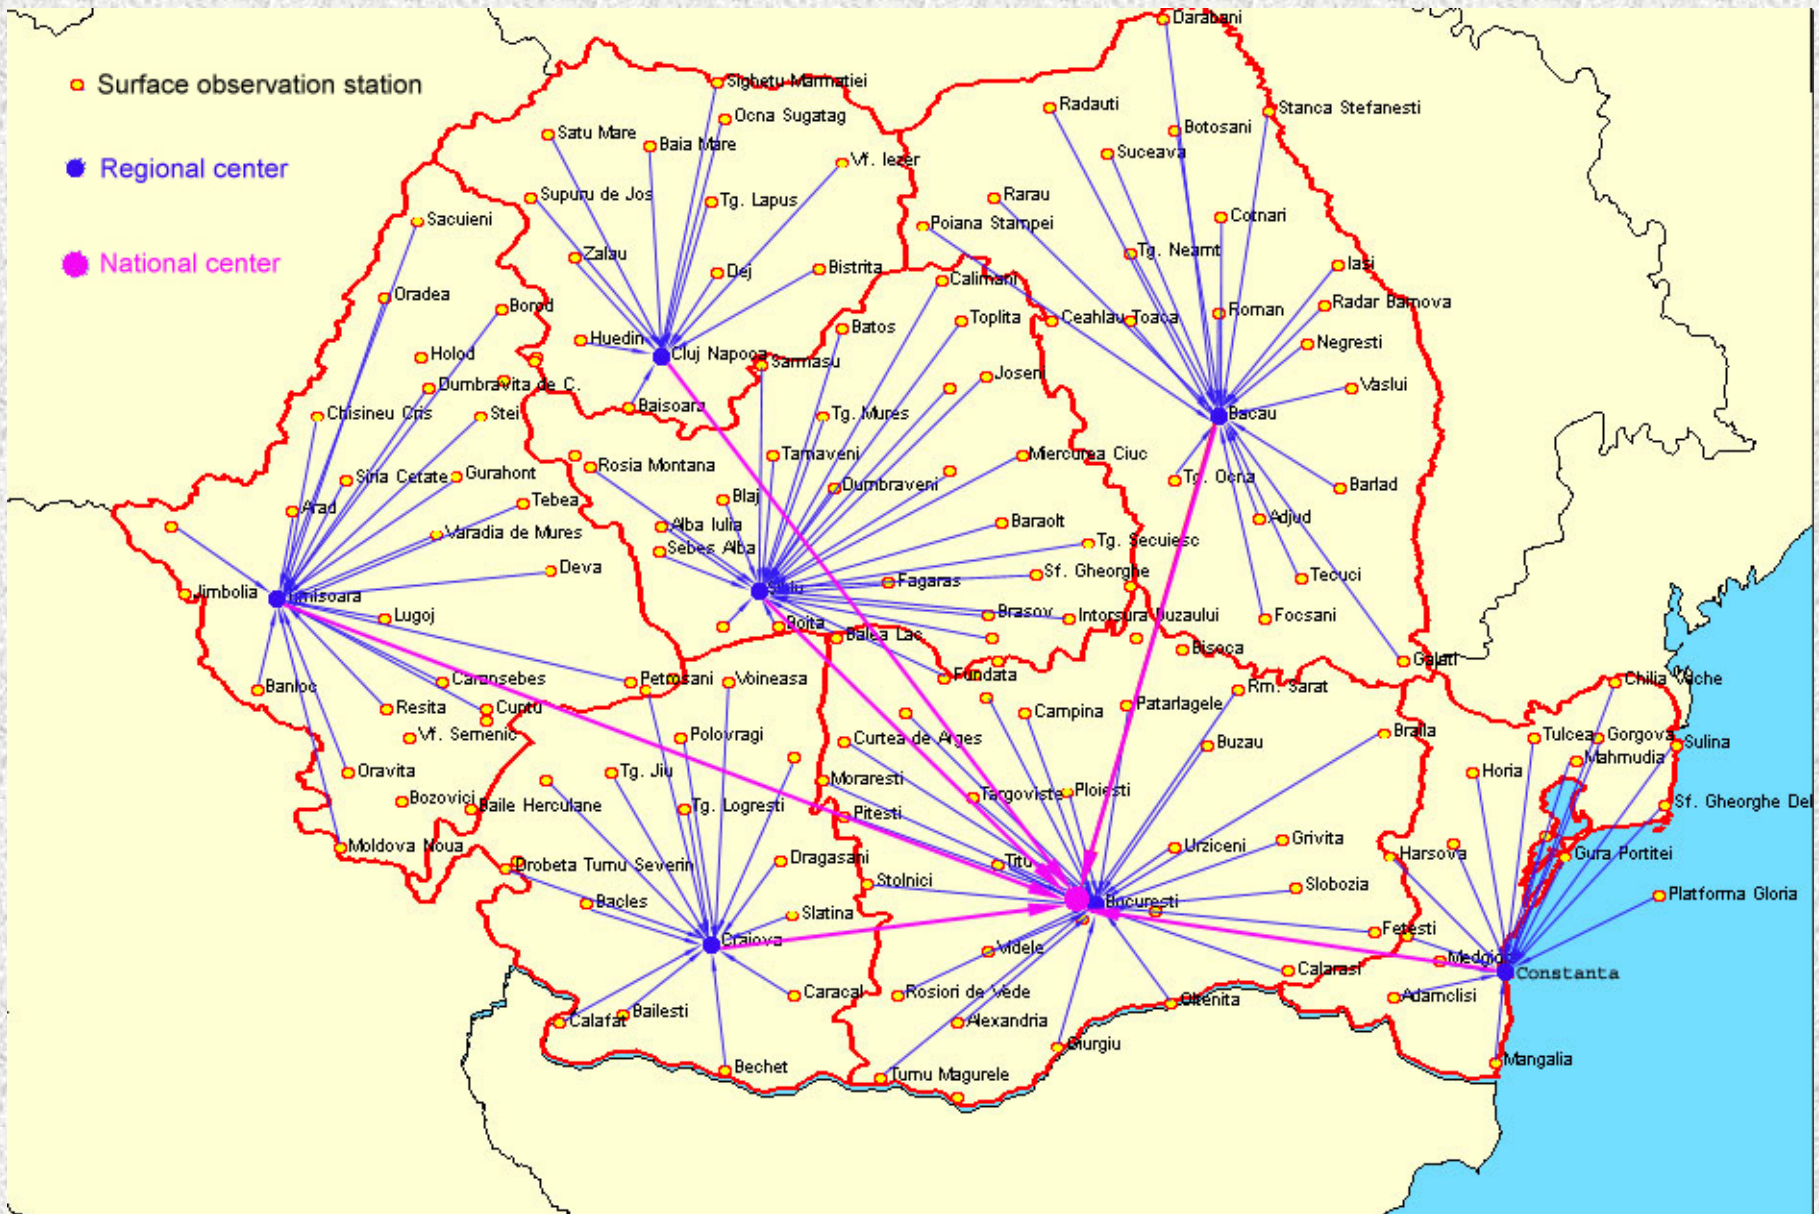 Surface observation station
Regional center
National center
Darabani
Sighetu Marmatiei
Ocna Sugatag
Radauti
Stanca Stefanesti
Satu Mare
Baia Mare
Botosani
Suceava
Vf. Iezer
Supuru de Jos
Tg. Lapus
Rarau
Sacuieni
Poiana Stampei
Cotnari
Zalau
Dej
Bistrita
Tg. Neamt
Iasi
Calimani
Oradea
Borod
Radar Barnova
Batos
Toplita
Ceahlau Toaca
Roman
Huedin
Negresti
Holod
Cluj Napoca
Sarmasu
Joseni
Dumbravita de C.
Vaslui
Chisineu Cris
Stei
Baisoara
Tg. Mures
Bacau
Rosia Montana
Tarnaveni
Miercurea Ciuc
Siria Cetate
Gurahont
Dumbraveni
Tg. Ocna
Barlad
Tebea
Blaj
Arad
Alba Iulia
Baraolt
Adjud
Varadia de Mures
Sebes Alba
Tg. Secuiesc
Deva
Fagaras
Sf. Gheorghe
Tecuci
Jimbolia
Timisoara
Sibiu
Lugoj
Boita
Brasov
Intorsura Buzaului
Focsani
Balea Lac
Bisoca
Galati
Fundata
Banloc
Caransebes
Petrosani
Voineasa
Rm. Sarat
Chilia Veche
Resita
Cuntu
Campina
Patarlagele
Vf. Semenic
Polovragi
Curtea de Arges
Buzau
Braila
Tulcea
Gorgova
Sulina
Oravita
Tg. Jiu
Moraresti
Horia
Mahmudia
Bozovici
Baile Herculane
Tg. Logresti
Pitesti
Targoviste
Ploiesti
Sf. Gheorghe Del
Moldova Noua
Drobeta Turnu Severin
Dragasani
Titu
Urziceni
Grivita
Harsova
Gura Portitei
Stolnici
Slobozia
Platforma Gloria
Bacles
Slatina
Bucuresti
Craiova
Videle
Fetesti
Calarasi
Constanta
Caracal
Rosiori de Vede
Oltenita
Adamclisi
Calafat
Bailesti
Alexandria
Giurgiu
Bechet
Turnu Magurele
Mangalia